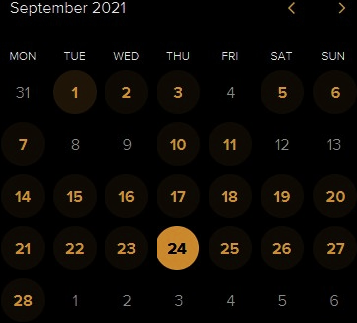 September 2021
MON TUE WED THU FRI SAT SUN
31 1 2 3 4 5 6
7 8 9 10 11 12 13
14 15 16 17 18 19 20
21 22 23 24 25 26 27
28 1 2 3 4 5 6